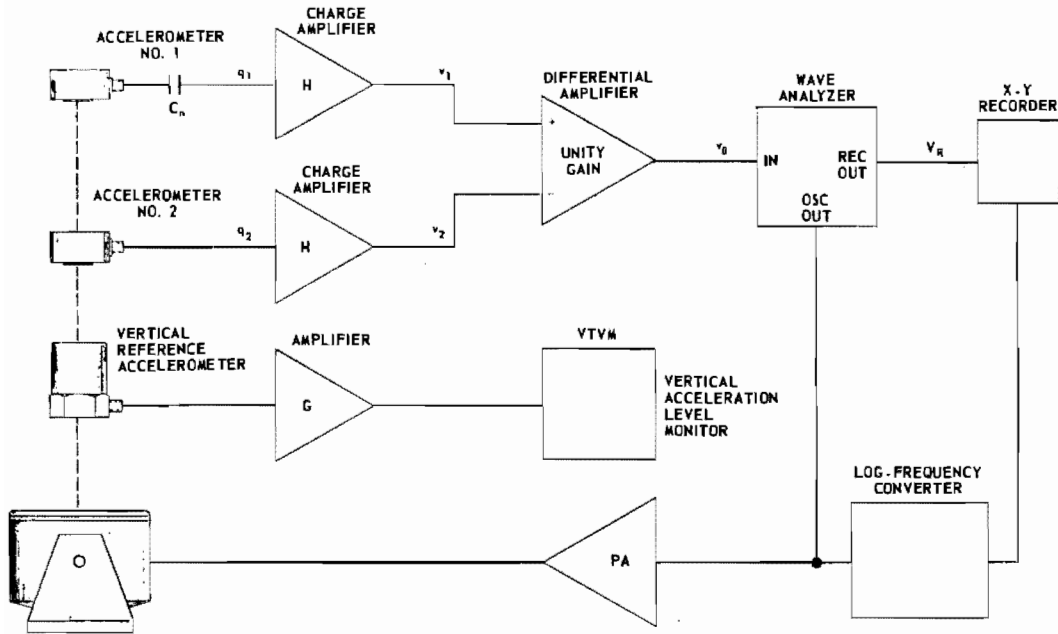 CHARGE
AMPLIFIER
ACCELEROMETER
NO. 1
q1
Cn
H
v1
DIFFERENTIAL
AMPLIFIER
+
UNITY
GAIN
−
v0
WAVE
ANALYZER
IN
REC
OUT
OSC
OUT
VR
X-Y
RECORDER
CHARGE
AMPLIFIER
ACCELEROMETER
NO. 2
q2
H
v2
VERTICAL
REFERENCE
ACCELEROMETER
AMPLIFIER
G
VTVM
VERTICAL
ACCELERATION
LEVEL
MONITOR
LOG-FREQUENCY
CONVERTER
PA